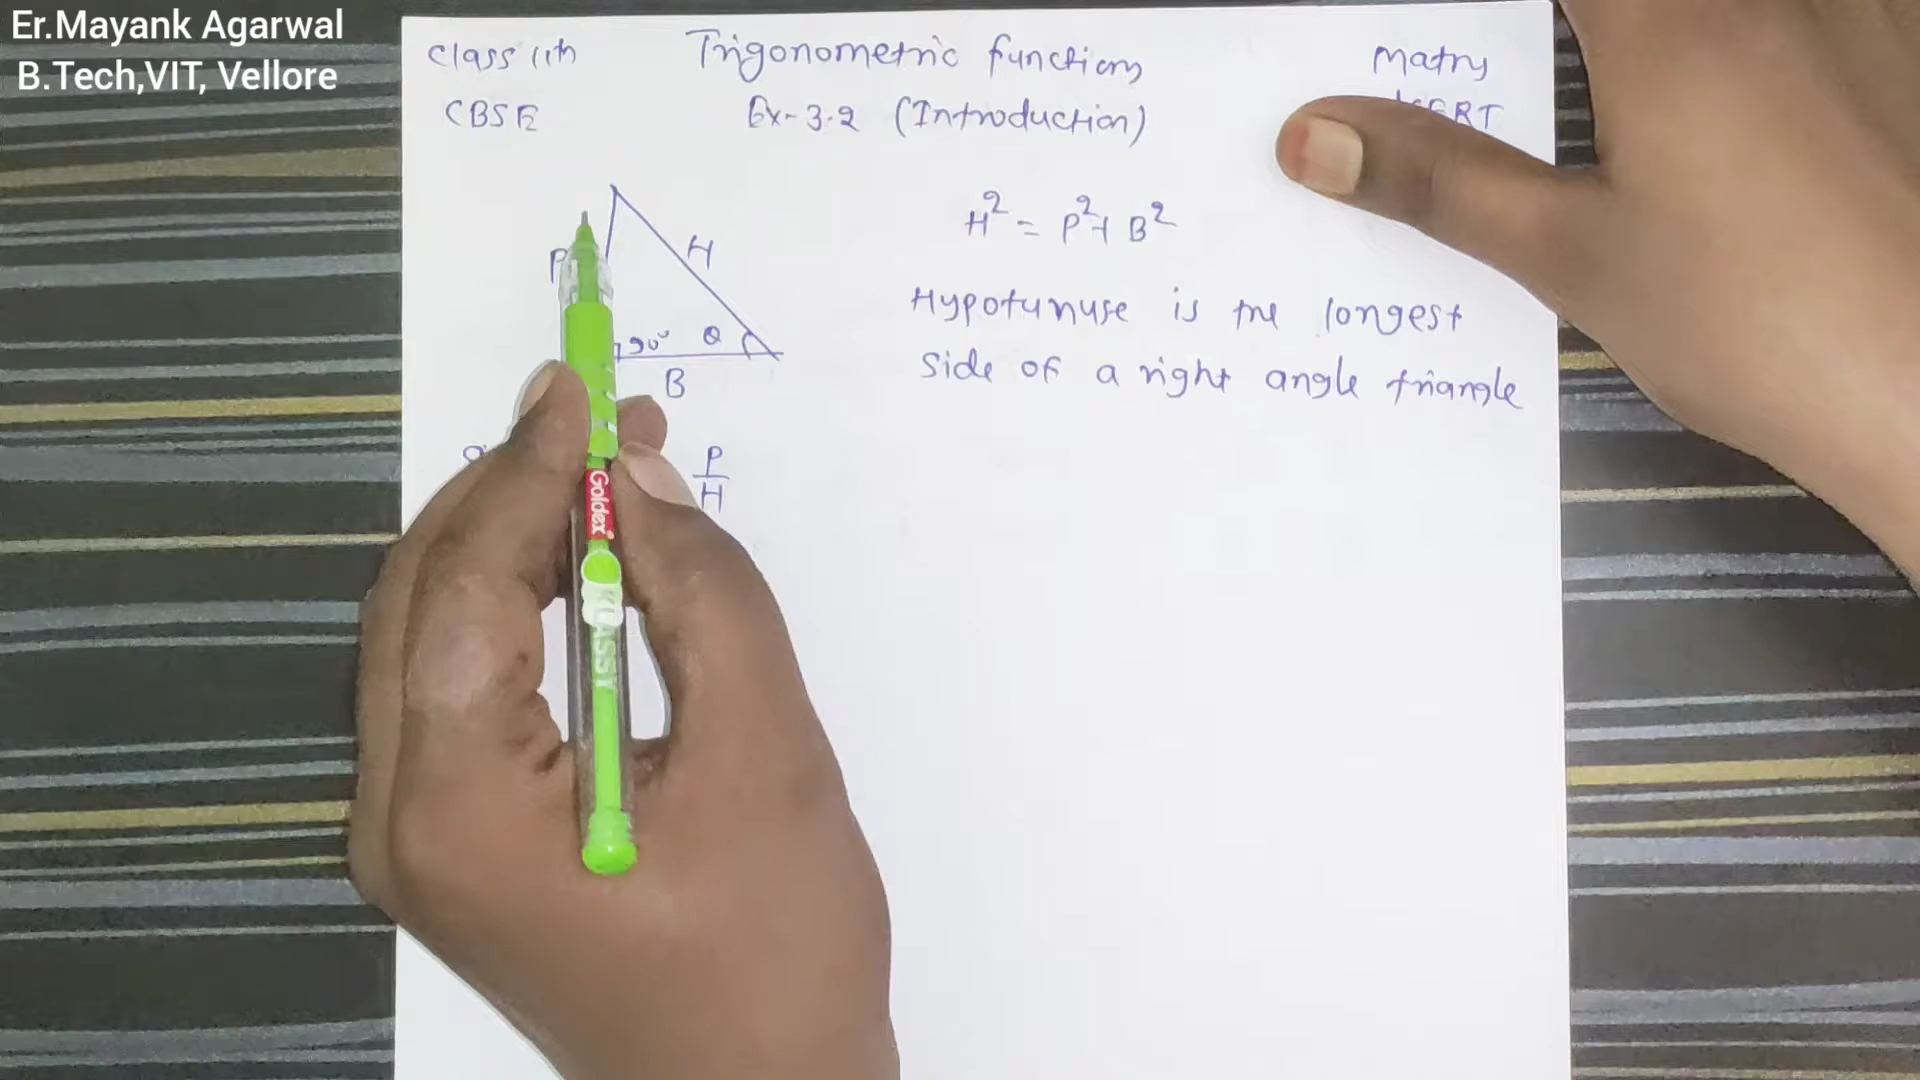 Er.Mayank Agarwal
B.Tech,VIT, Vellore
Class 11th
Trigonometric functions
Maths
CBSE
Ex-3.2 (Introduction)
H² = P² + B²
P
H
Hypotunuse is the longest
90° θ
side of a right angle triangle
B
P
H
Goldex
KLASSY